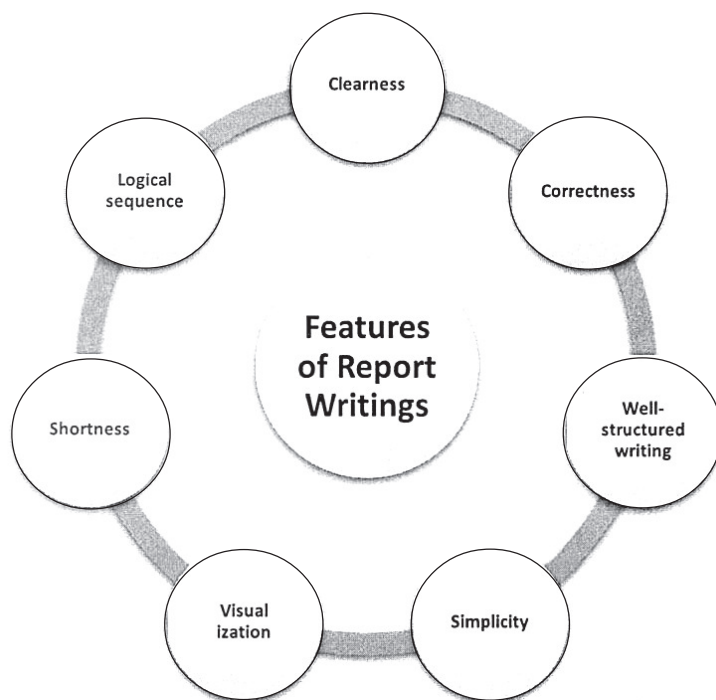 Clearness
Correctness
Well-
structured
writing
Simplicity
Visual
ization
Shortness
Logical
sequence
Features
of Report
Writings